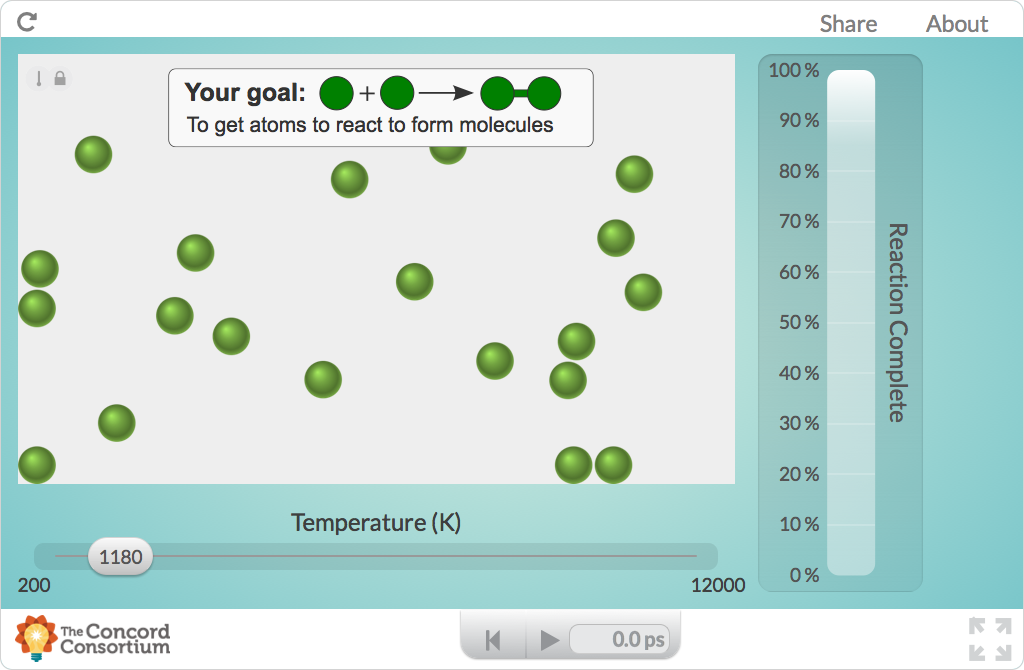 Share
About
Your goal: +
To get atoms to react to form molecules
100 %
90 %
80 %
70 %
60 %
50 %
40 %
30 %
20 %
10 %
0 %
Reaction Complete
Temperature (K)
1180
200
12000
The Concord
Consortium
0.0 ps